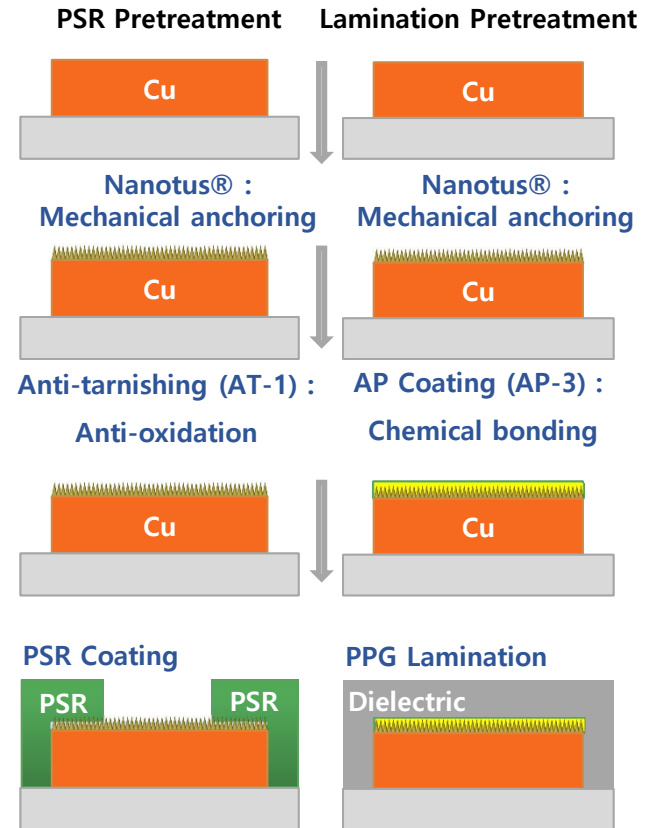 PSR Pretreatment
Lamination Pretreatment
Cu
Cu
Nanotus® :
Mechanical anchoring
Nanotus® :
Mechanical anchoring
Cu
Cu
Anti-tarnishing (AT-1) :
Anti-oxidation
AP Coating (AP-3) :
Chemical bonding
Cu
Cu
PSR Coating
PSR
PSR
PPG Lamination
Dielectric